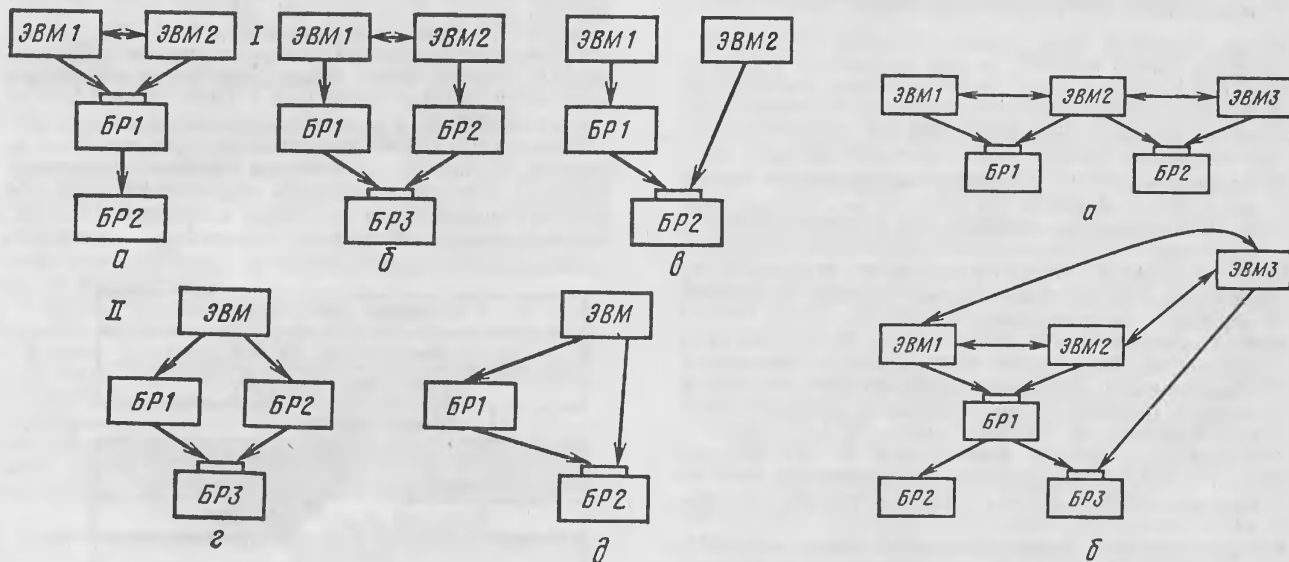 ЭВМ1 ЭВМ2 I ЭВМ1 ЭВМ2 ЭВМ1 ЭВМ2
БР1 БР1 БР2 БР1
БР2 БР3 БР2
а б в
II ЭВМ ЭВМ
БР1 БР2 БР1
БР3 БР2
г д
ЭВМ1 ЭВМ2 ЭВМ3
БР1 БР2
а
ЭВМ3
ЭВМ1 ЭВМ2
БР1
БР2 БР3
б